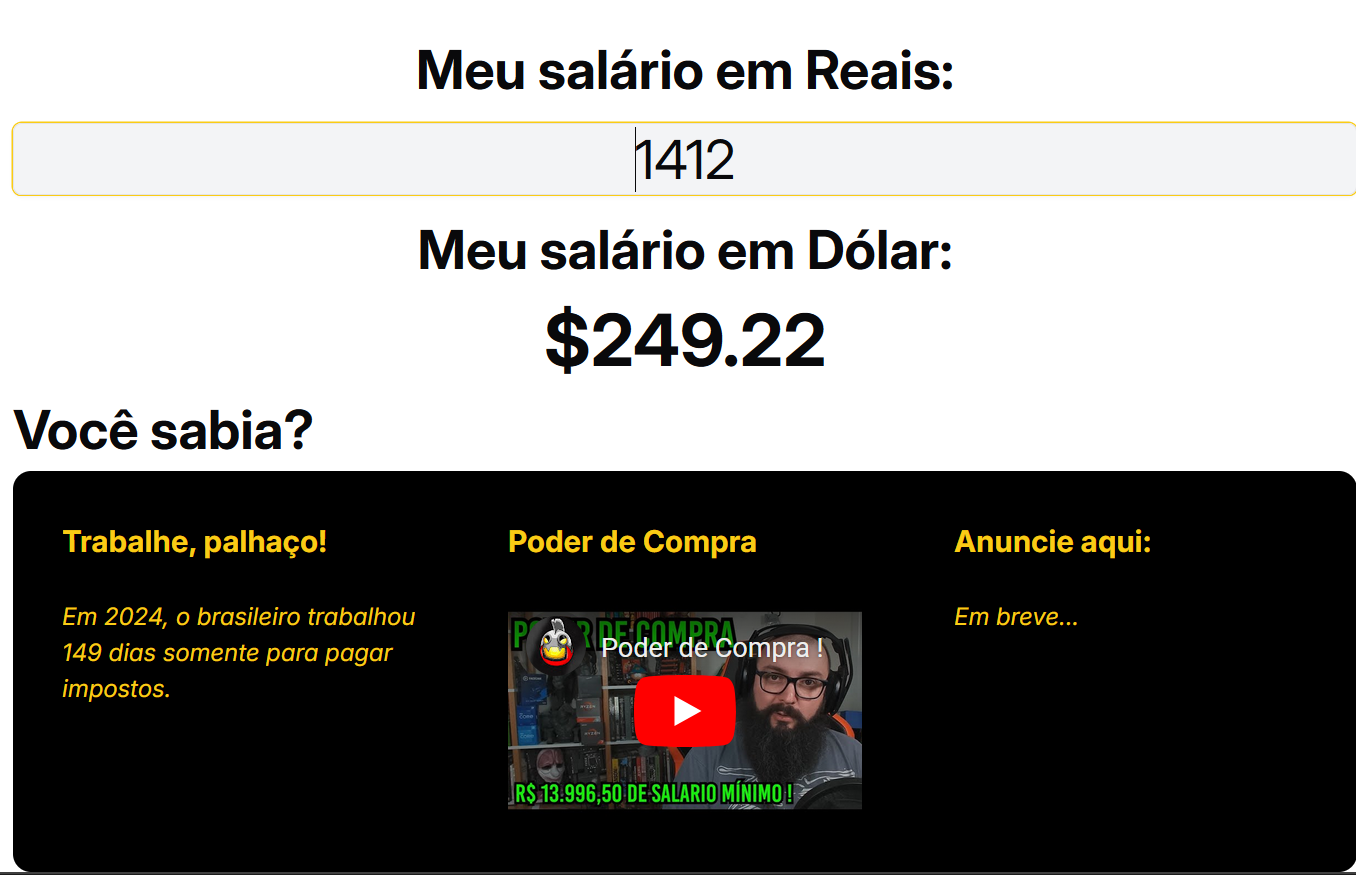 Meu salário em Reais:
1412
Meu salário em Dólar:
$249.22
Você sabia?
Trabalhe, palhaço!
Em 2024, o brasileiro trabalhou
149 dias somente para pagar
impostos.
Poder de Compra
PODER DE COMPRA
Poder de Compra !
R$ 13.996,50 DE SALARIO MÍNIMO !
Anuncie aqui:
Em breve...